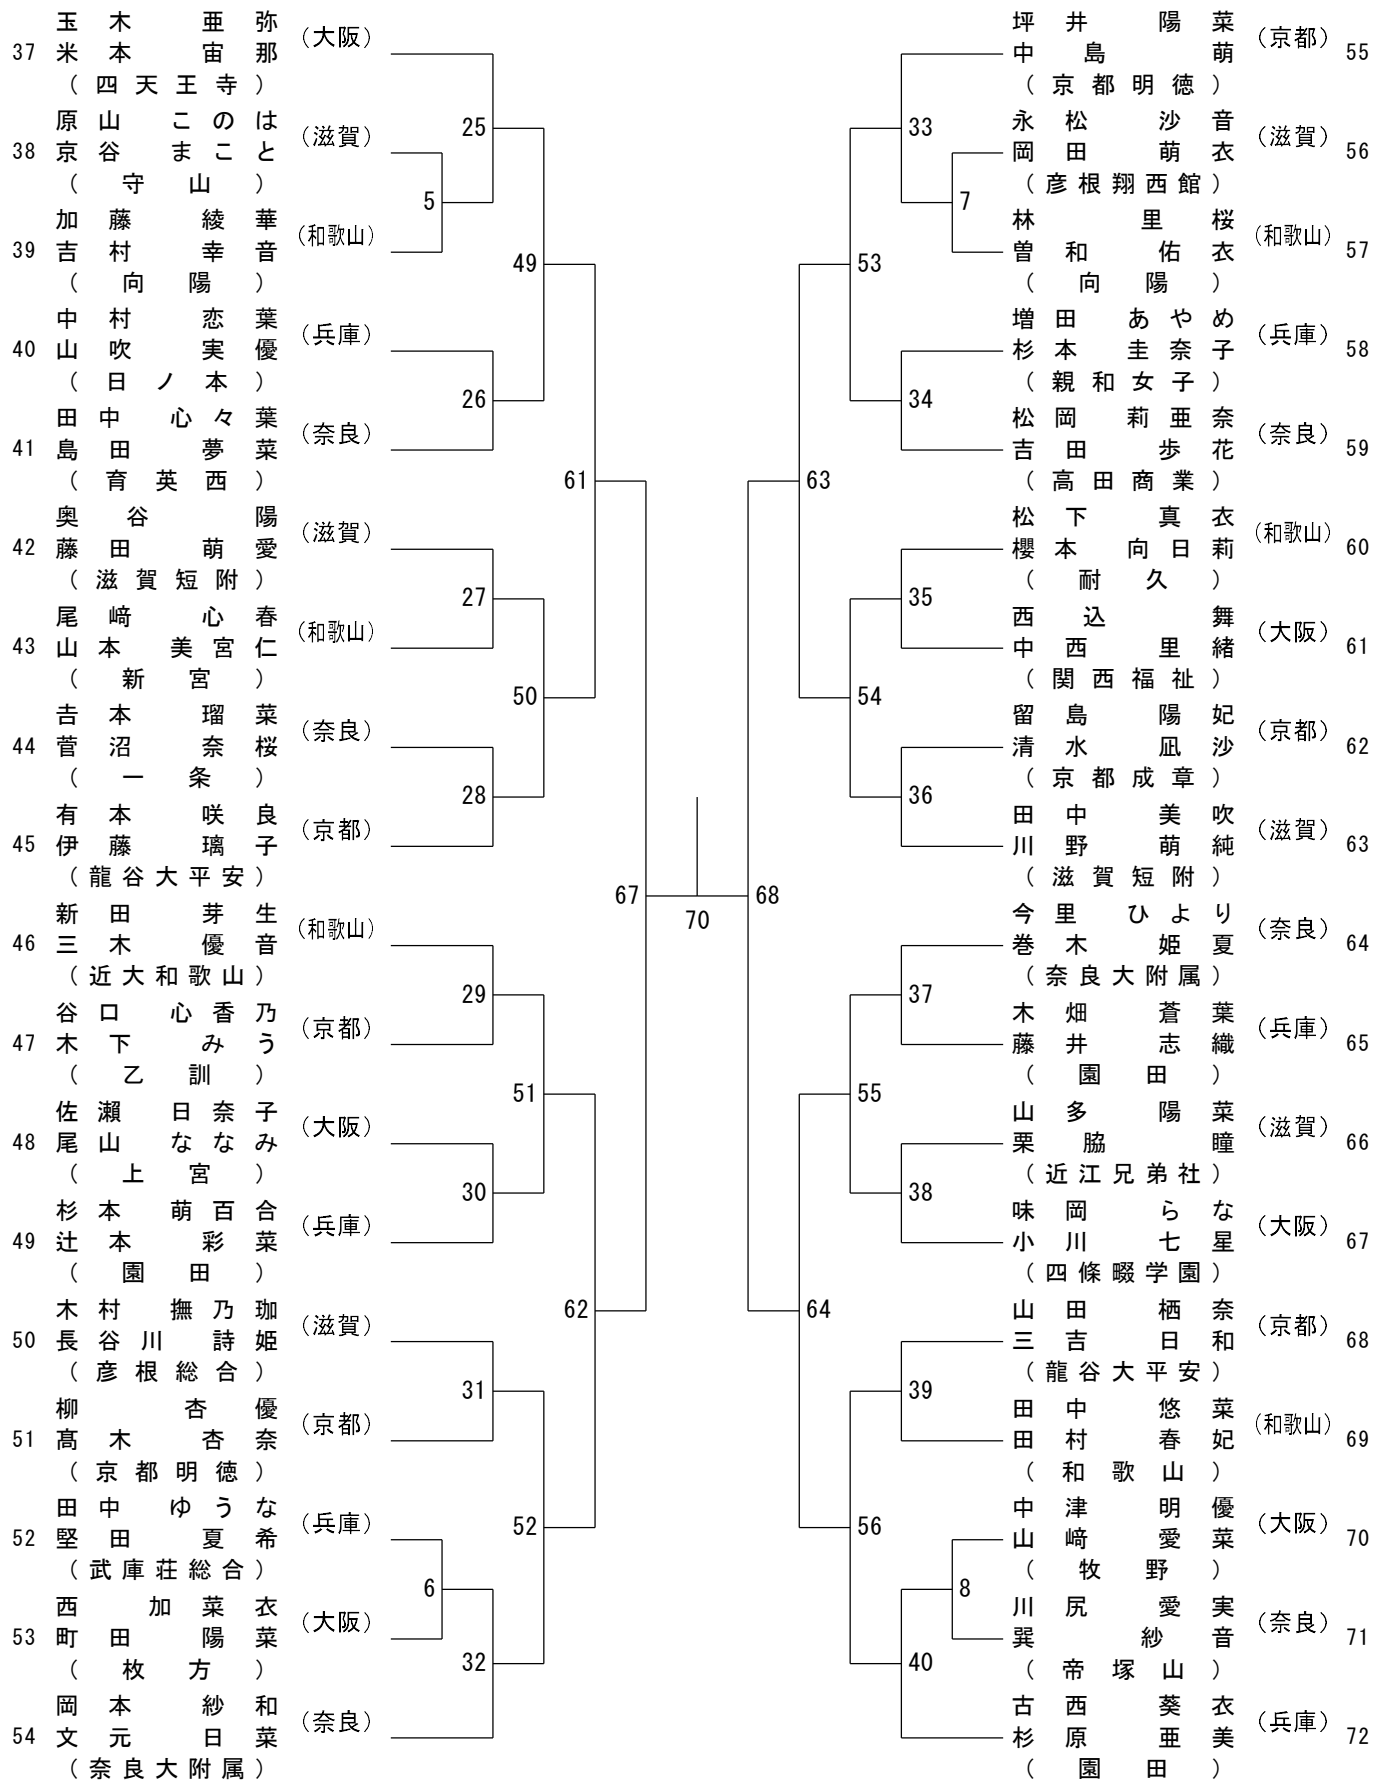 玉木 亜弥 (大阪)
37 米本 宙那
(四天王寺)
原山 このは (滋賀)
38 京谷 まこと
(守山)
加藤 綾華 (和歌山)
39 吉村 幸音
(向陽)
中村 恋葉 (兵庫)
40 山吹 実優
(日ノ本)
田中 心々葉 (奈良)
41 島田 夢菜
(育英西)
奥谷 陽 (滋賀)
42 藤田 萌愛
(滋賀短附)
尾﨑 心春 (和歌山)
43 山本 美宮仁
(新宮)
𠮷本 瑠菜 (奈良)
44 菅沼 奈桜
(一条)
有本 咲良 (京都)
45 伊藤 璃子
(龍谷大平安)
新田 芽生 (和歌山)
46 三木 優音
(近大和歌山)
谷口 心香乃 (京都)
47 木下 みう
(乙訓)
佐瀬 日奈子 (大阪)
48 尾山 ななみ
(上宮)
杉本 萌百合 (兵庫)
49 辻本 彩菜
(園田)
木村 撫乃珈 (滋賀)
50 長谷川 詩姫
(彦根総合)
柳 杏優 (京都)
51 髙木 杏奈
(京都明徳)
田中 ゆうな (兵庫)
52 堅田 夏希
(武庫荘総合)
西 加菜衣 (大阪)
53 町田 陽菜
(枚方)
岡本 紗和 (奈良)
54 文元 日菜
(奈良大附属)
25
5
49
26
61
27
50
28
67
29
51
30
62
31
52
6
32
70
68
33
7
53
34
63
35
54
36
37
55
38
64
39
56
8
40
坪井 陽菜 (京都)
中島 萌 55
(京都明徳)
永松 沙音 (滋賀)
岡田 萌衣 56
(彦根翔西館)
林 里桜 (和歌山)
曽和 佑衣 57
(向陽)
増田 あやめ (兵庫)
杉本 圭奈子 58
(親和女子)
松岡 莉亜奈 (奈良)
吉田 歩花 59
(高田商業)
松下 真衣 (和歌山)
櫻本 向日莉 60
(耐久)
西込 舞 (大阪)
中西 里緒 61
(関西福祉)
留島 陽妃 (京都)
清水 凪沙 62
(京都成章)
田中 美吹 (滋賀)
川野 萌純 63
(滋賀短附)
今里 ひより (奈良)
巻木 姫夏 64
(奈良大附属)
木畑 蒼葉 (兵庫)
藤井 志織 65
(園田)
山多 陽菜 (滋賀)
栗脇 瞳 66
(近江兄弟社)
味岡 らな (大阪)
小川 七星 67
(四條畷学園)
山田 栖奈 (京都)
三吉 日和 68
(龍谷大平安)
田中 悠菜 (和歌山)
田村 春妃 69
(和歌山)
中津 明優 (大阪)
山﨑 愛菜 70
(牧野)
川尻 愛実 (奈良)
巽 紗音 71
(帝塚山)
古西 葵衣 (兵庫)
杉原 亜美 72
(園田)